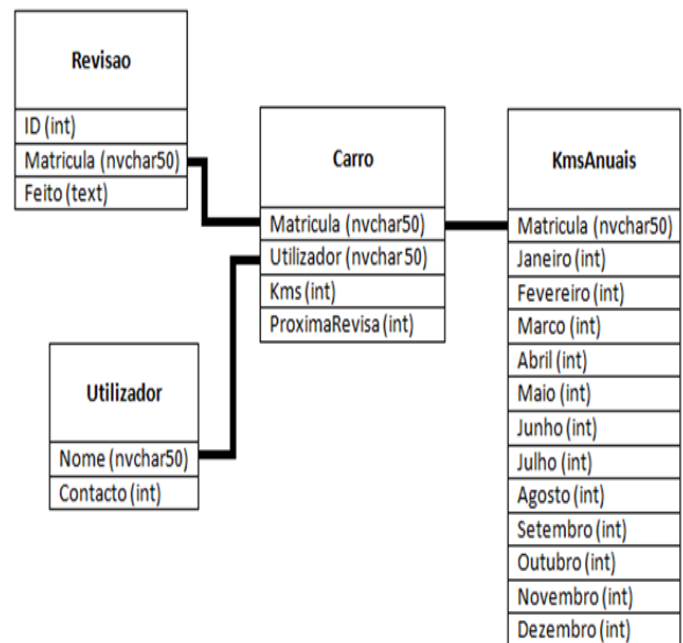 Revisao
ID (int)
Matricula (nvchar50)
Feito (text)
Utilizador
Nome (nvchar50)
Contacto (int)
Carro
Matricula (nvchar50)
Utilizador (nvchar 50)
Kms (int)
ProximaRevisa (int)
KmsAnuais
Matricula (nvchar50)
Janeiro (int)
Fevereiro (int)
Marco (int)
Abril (int)
Maio (int)
Junho (int)
Julho (int)
Agosto (int)
Setembro (int)
Outubro (int)
Novembro (int)
Dezembro (int)